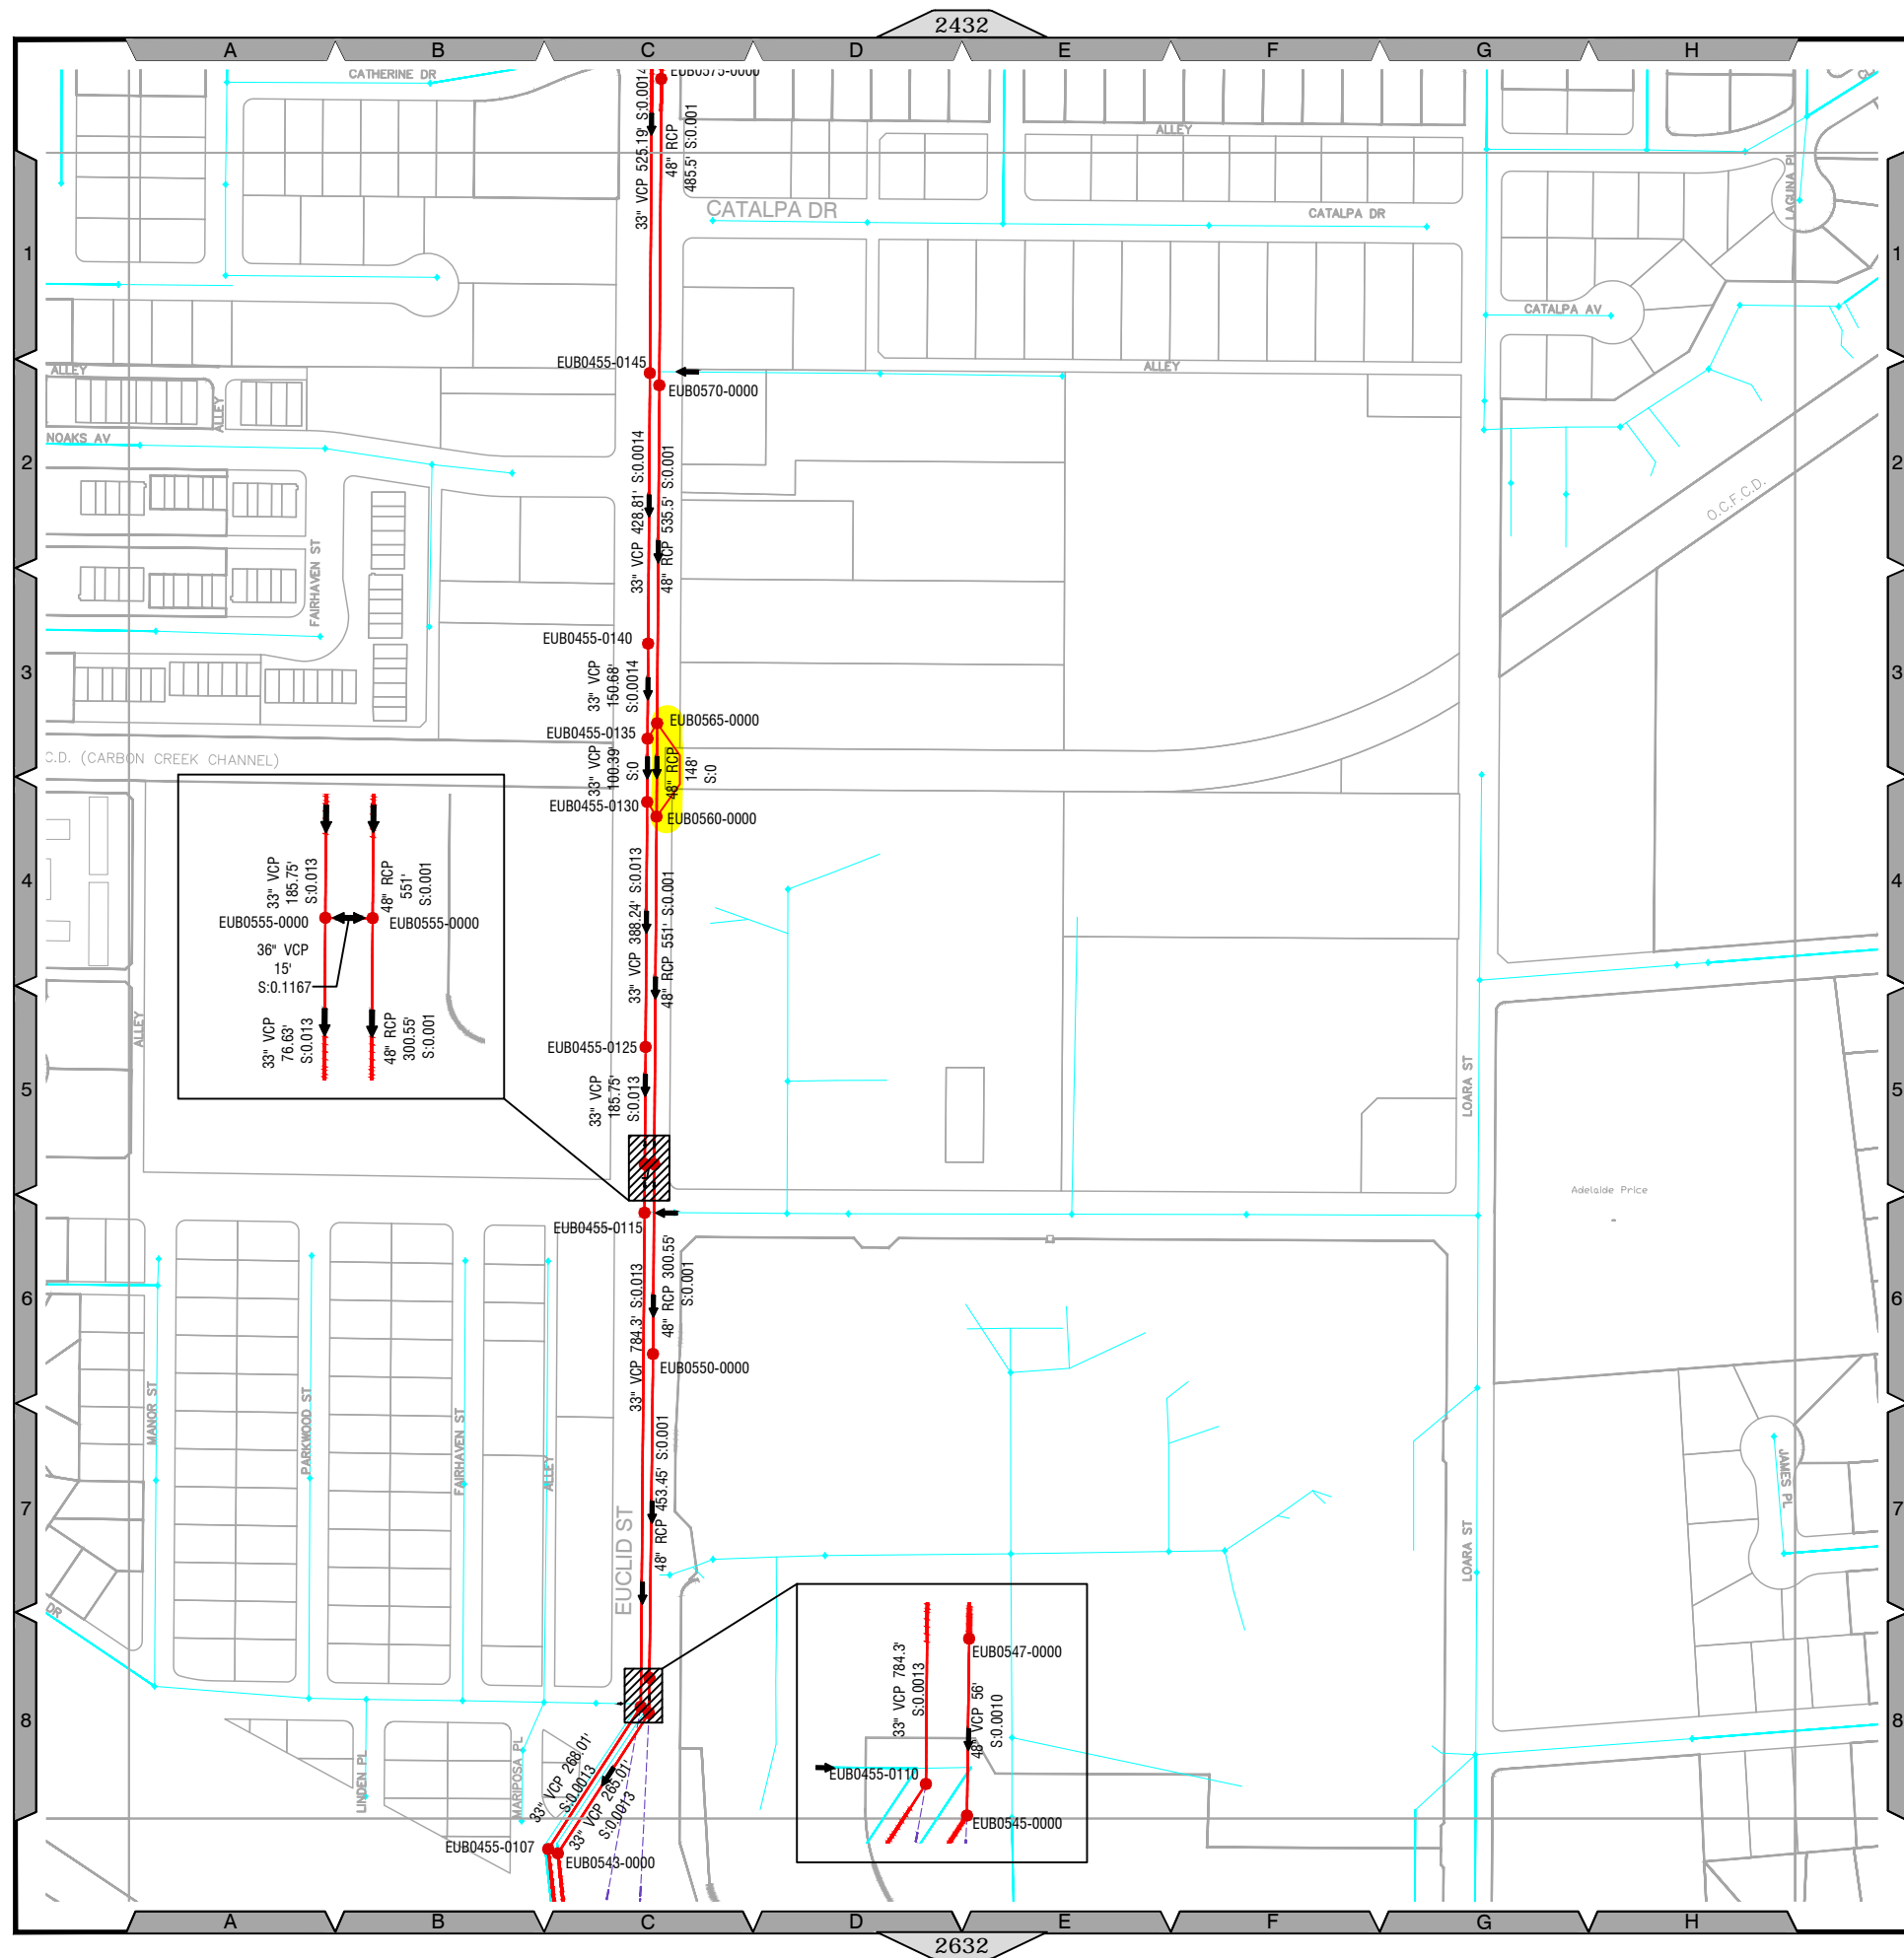 2432
A
B
C
D
E
F
G
H
CATHERINE DR
EUB0575-0000
33" VCP 525.19' S:0.0014
48" RCP
485.5' S:0.001
ALLEY
LAGUNA PL
CATALPA DR
CATALPA DR
1
1
CATALPA AV
EUB0455-0145
ALLEY
ALLEY
EUB0570-0000
ALLEY
NOAKS AV
2
2
33" VCP 428.81' S:0.0014
48" RCP 535.5' S:0.001
O.C.F.C.D.
FAIRHAVEN ST
EUB0455-0140
3
3
33" VCP
150.68'
S:0.0014
EUB0565-0000
EUB0455-0135
C.D. (CARBON CREEK CHANNEL)
33" VCP
100.39'
S:0
48" RCP
148'
S:0
EUB0455-0130
EUB0560-0000
33" VCP
185.75'
S:0.013
48" RCP
551'
S:0.001
4
4
33" VCP 388.24' S:0.013
48" RCP 551' S:0.001
EUB0555-0000
EUB0555-0000
36" VCP
15'
S:0.1167
33" VCP
76.63'
S:0.013
48" RCP
300.55'
S:0.001
ALLEY
EUB0455-0125
5
5
33" VCP
185.75'
S:0.013
LOARA ST
Adelaide Price
EUB0455-0115
6
6
33" VCP 784.3' S:0.013
48" RCP 300.55'
S:0.001
EUB0550-0000
MANOR ST
PARKWOOD ST
FAIRHAVEN ST
ALLEY
48" RCP 453.45' S:0.001
7
7
JAMES PL
EUCLID ST
LOARA ST
DR
EUB0547-0000
33" VCP 784.3'
S:0.0013
48" VCP 56'
S:0.0010
8
8
LINDEN PL
MARIPOSA PL
33" VCP 268.01'
S:0.0013
33" VCP 265.01'
S:0.0013
EUB0455-0110
EUB0545-0000
EUB0455-0107
EUB0543-0000
A
B
C
D
E
F
G
H
2632